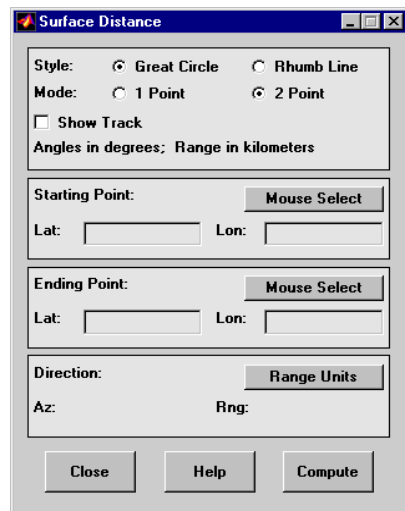 Surface Distance
Style: Great Circle Rhumb Line
Mode: 1 Point 2 Point
Show Track
Angles in degrees; Range in kilometers
Starting Point: Mouse Select
Lat: Lon:
Ending Point: Mouse Select
Lat: Lon:
Direction: Range Units
Az: Rng:
Close Help Compute